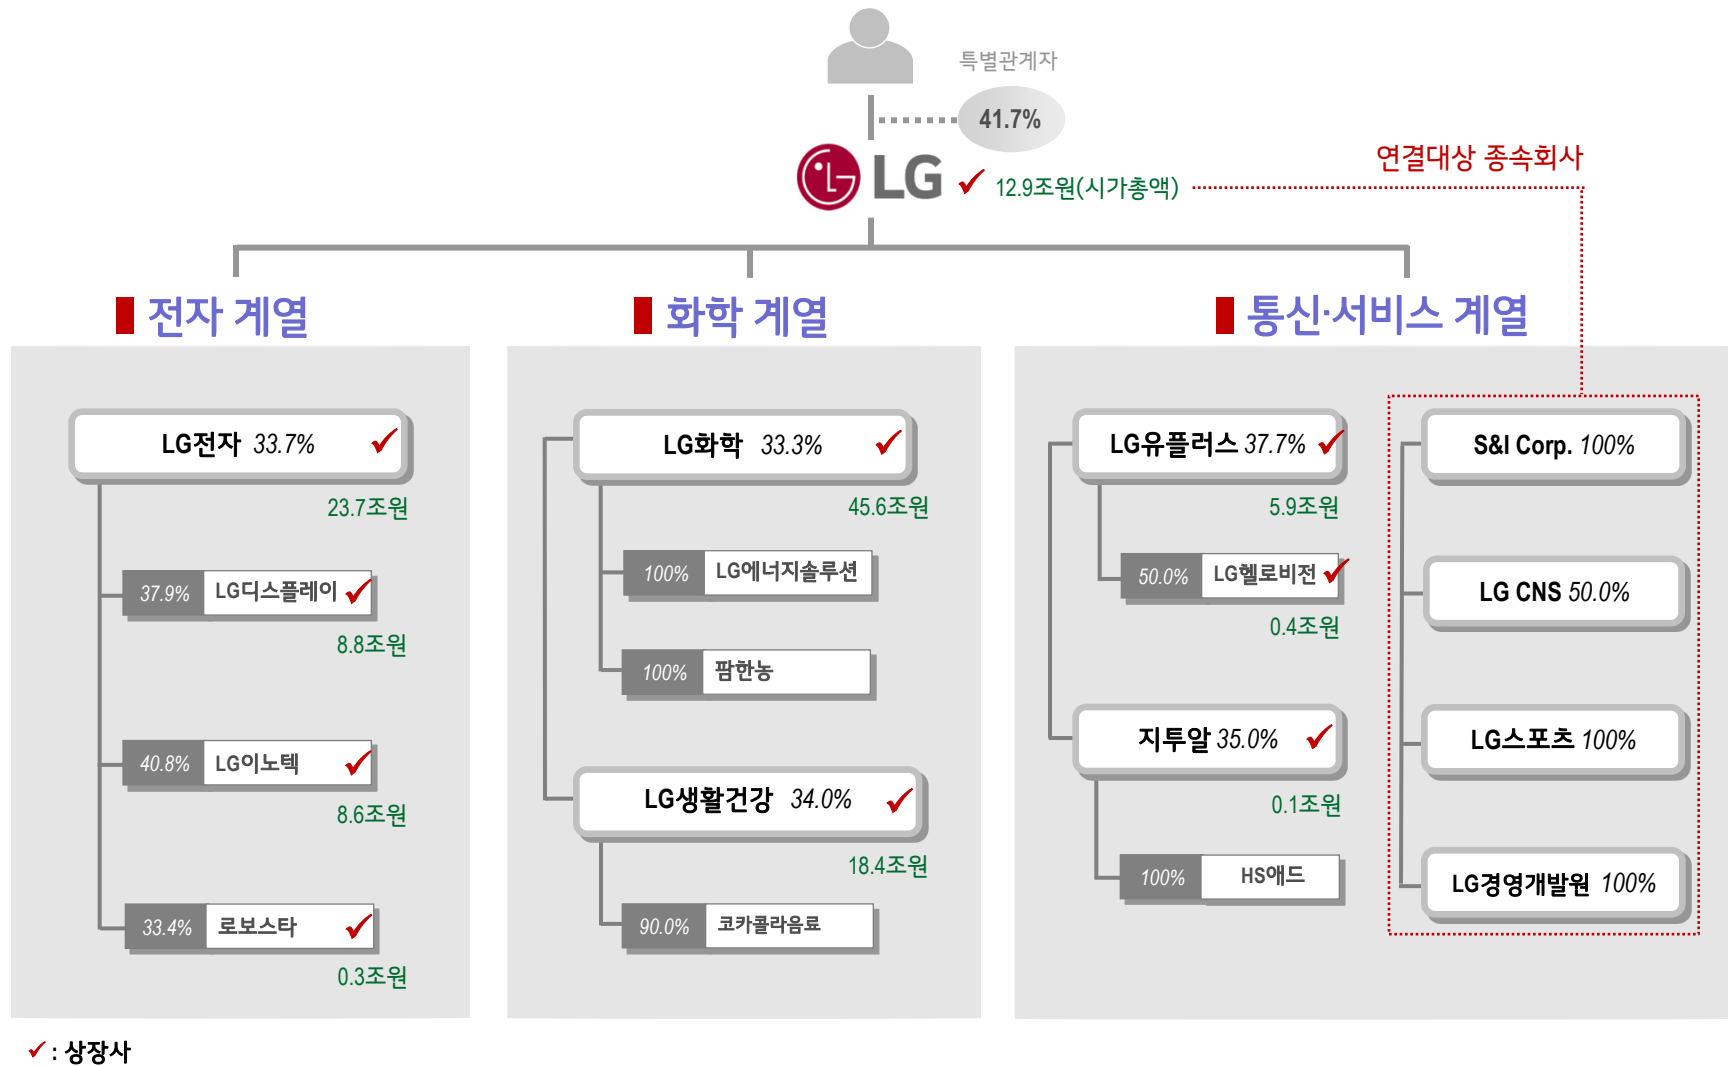 특별관계자
41.7%
LG
12.9조원(시가총액)
연결대상 종속회사
전자 계열
LG전자 33.7%
23.7조원
37.9% LG디스플레이
8.8조원
40.8% LG이노텍
8.6조원
33.4% 로보스타
0.3조원
화학 계열
LG화학 33.3%
45.6조원
100% LG에너지솔루션
100% 팜한농
LG생활건강 34.0%
18.4조원
90.0% 코카콜라음료
통신·서비스 계열
LG유플러스 37.7%
5.9조원
50.0% LG헬로비전
0.4조원
지투알 35.0%
0.1조원
100% HS애드
S&I Corp. 100%
LG CNS 50.0%
LG스포츠 100%
LG경영개발원 100%
✓ : 상장사